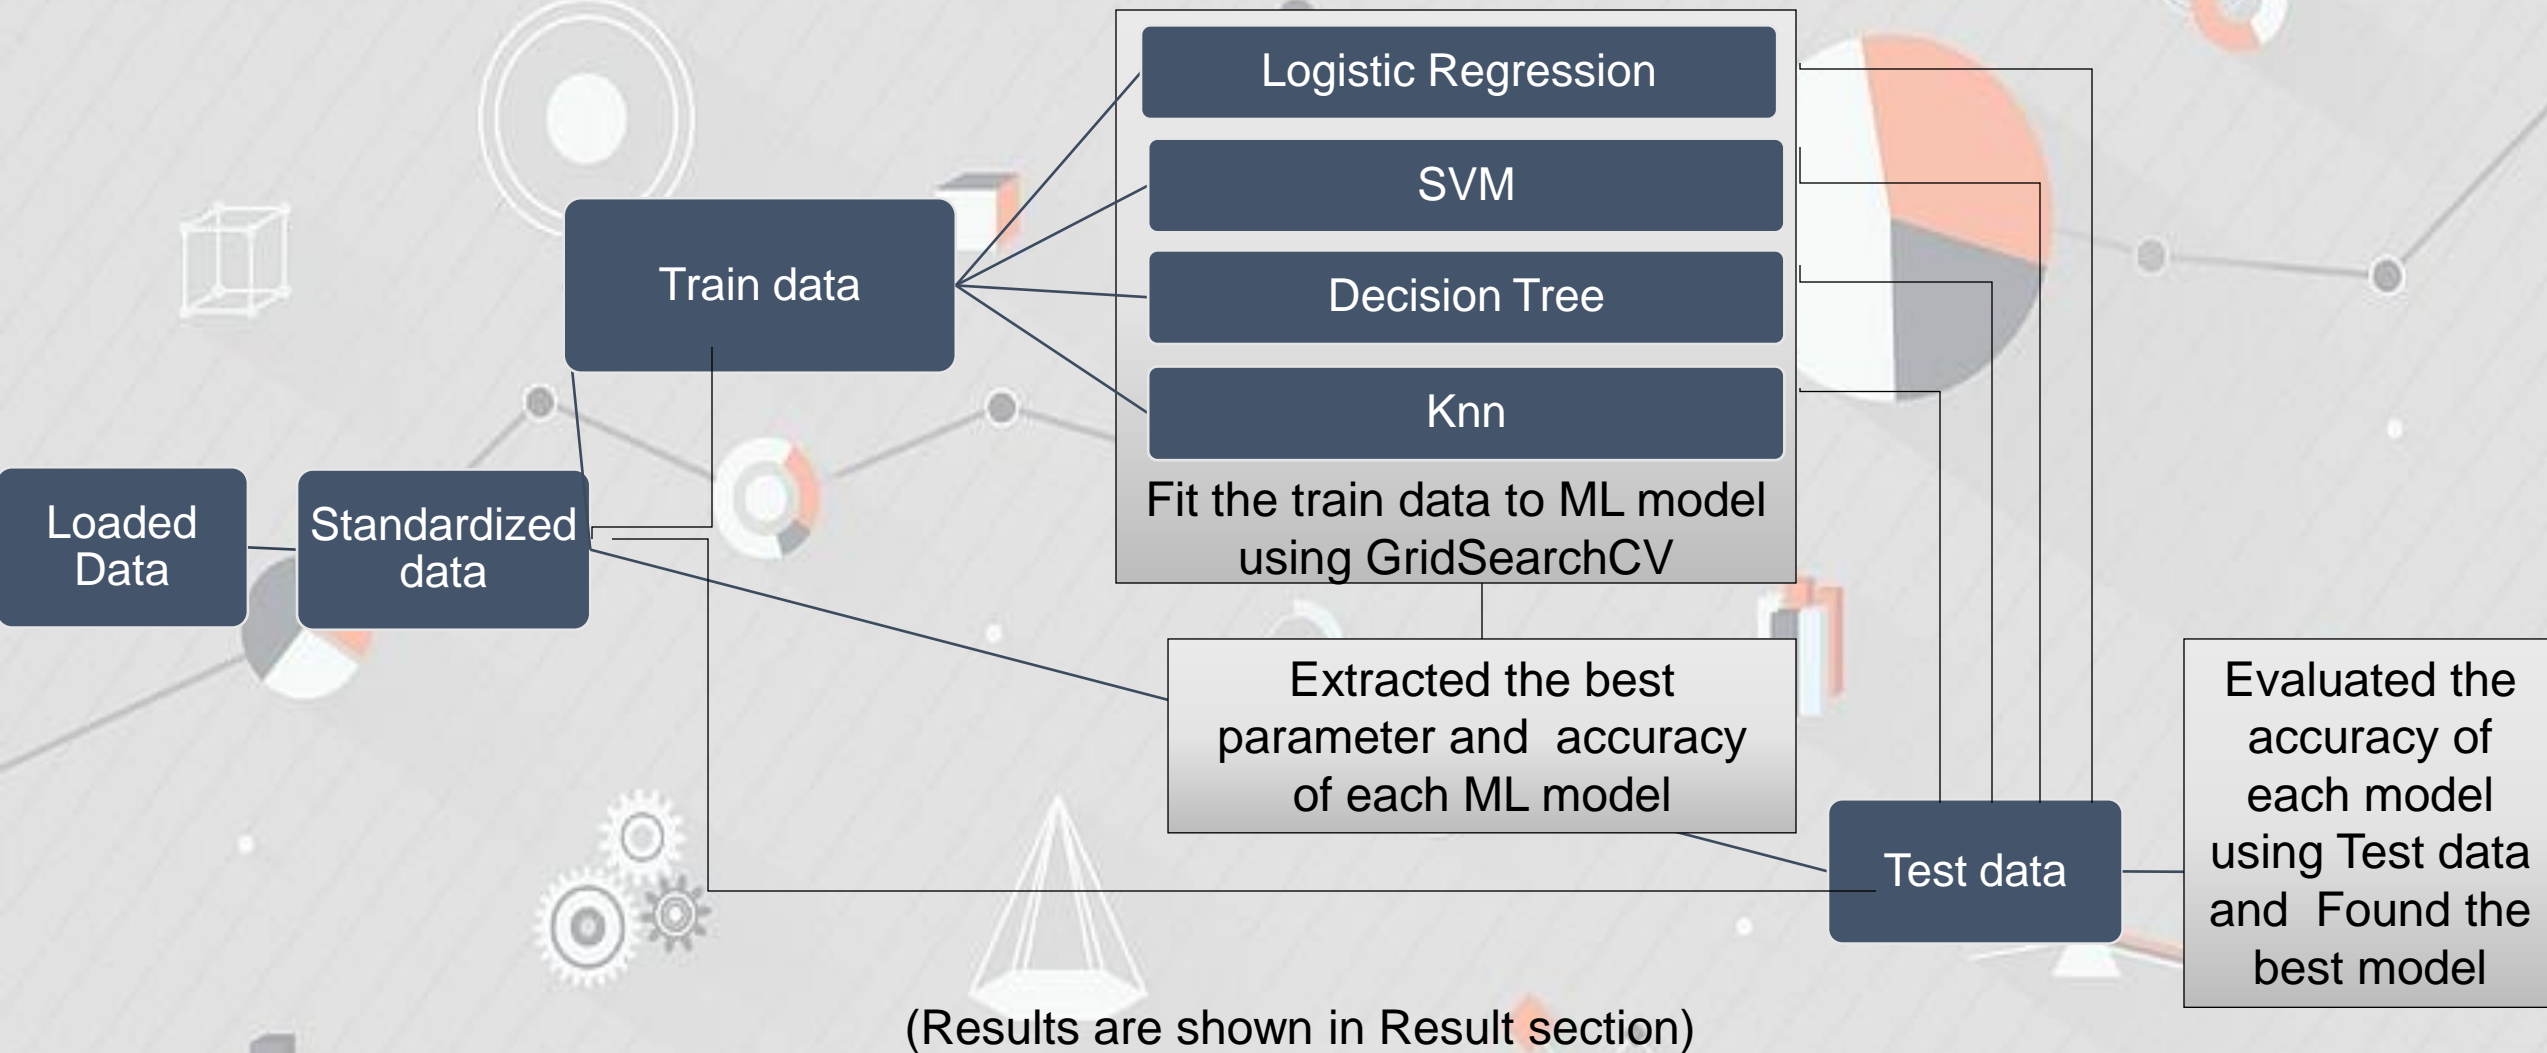 Loaded
Data
Standardized
data
Train data
Logistic Regression
SVM
Decision Tree
Knn
Fit the train data to ML model
using GridSearchCV
Extracted the best
parameter and  accuracy
of each ML model
Test data
Evaluated the
accuracy of
each model
using Test data
and  Found the
best model
(Results are shown in Result section)